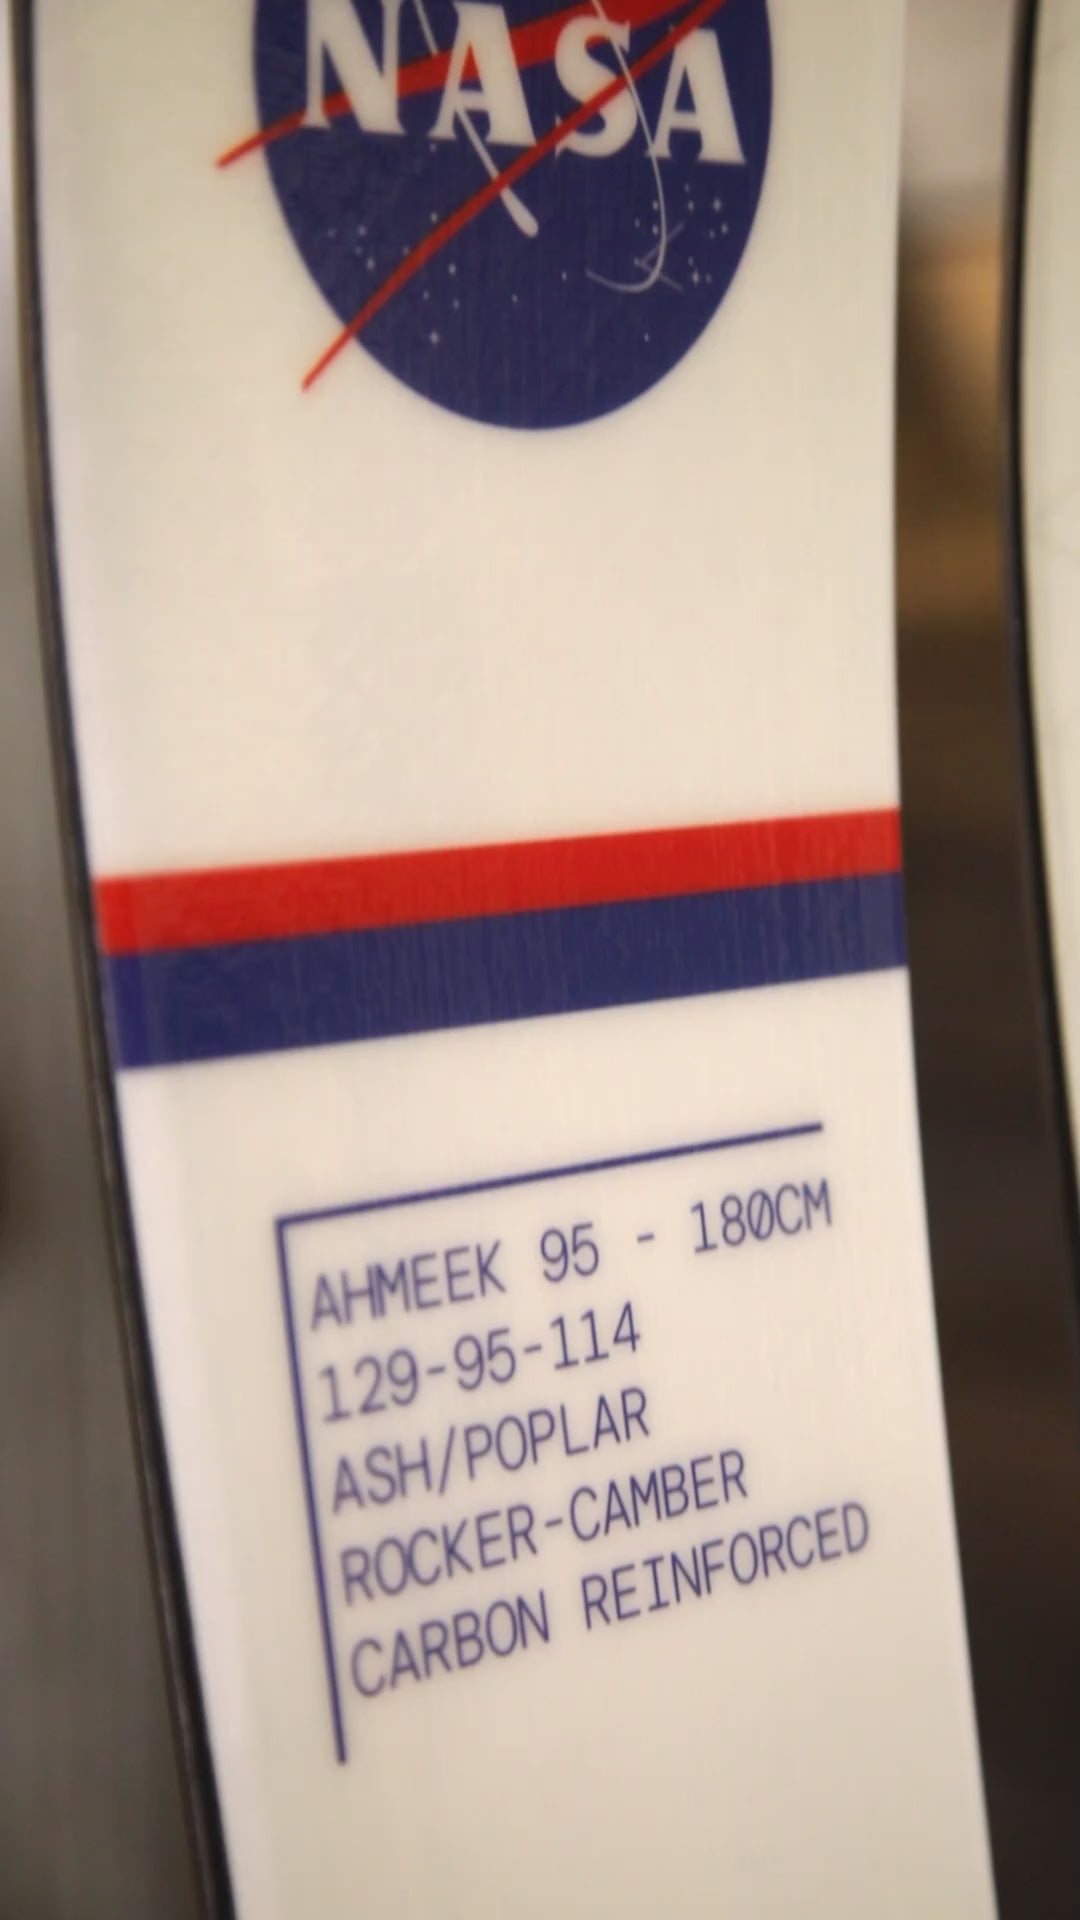 NASA
AHMEEK 95 - 180CM
129-95-114
ASH/POPLAR
ROCKER-CAMBER
CARBON REINFORCED